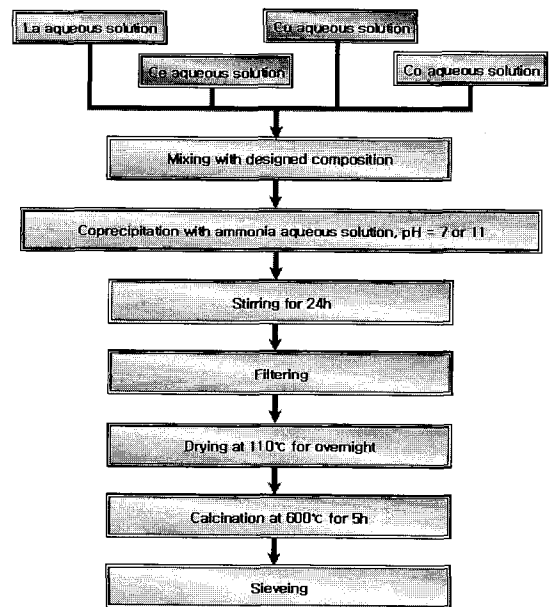 La aqueous solution
Cu aqueous solution
Ce aqueous solution
Co aqueous solution
Mixing with designed composition
Coprecipitation with ammonia aqueous solution, pH = 7 or 11
Stirring for 24h
Filtering
Drying at 110℃ for overnight
Calcination at 600℃ for 5h
Sieveing